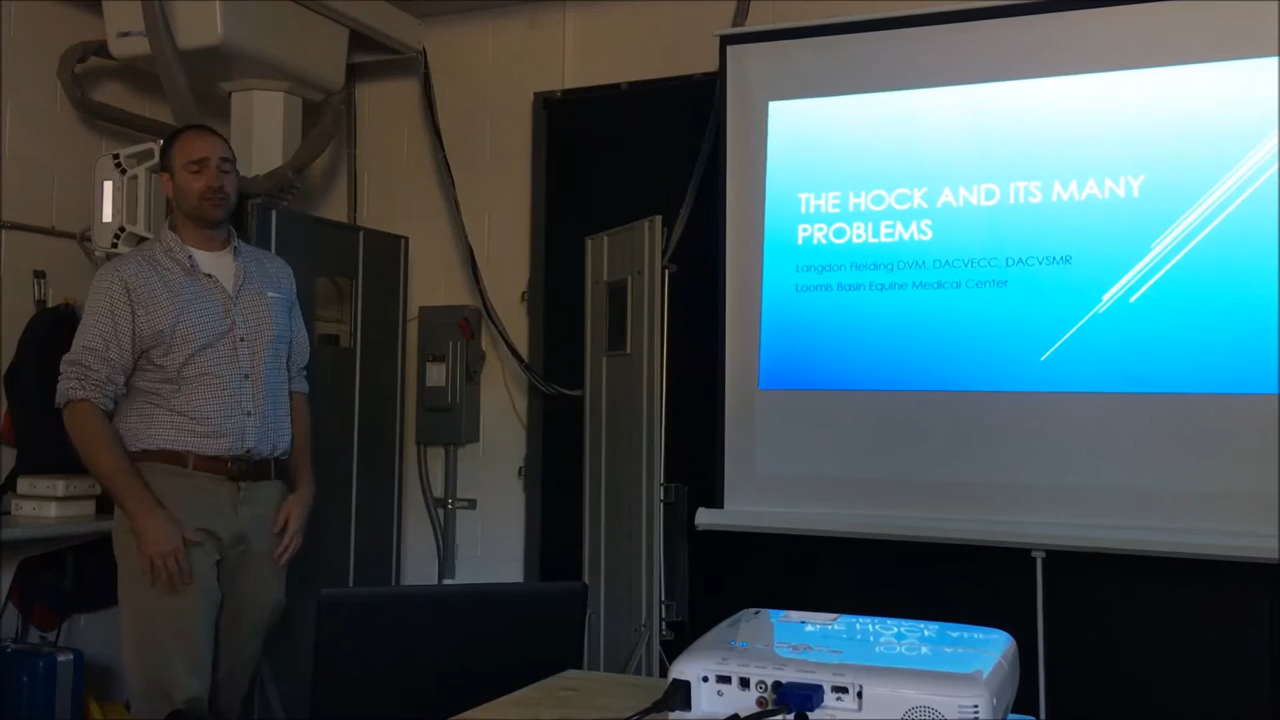 THE HOCK AND ITS MANY
PROBLEMS
Langdon Fielding DVM, DACVECC, DACVSMR
Loomis Basin Equine Medical Center